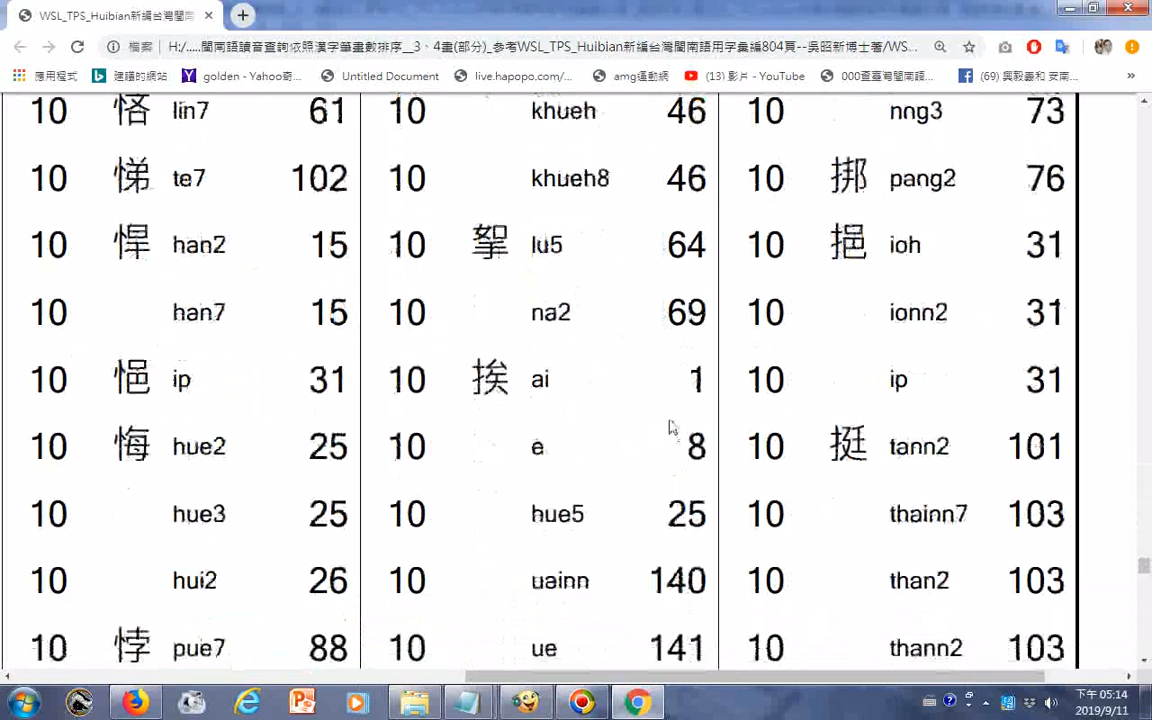 WSL_TPS_Huibian新編台灣閩南
檔案 H:/.....閩南語讀音查詢依照漢字筆畫數排序__3、4畫(部分)_參考WSL_TPS_Huibian新編台灣閩南語用字彙編804頁--吳昭新博士著/WS...
應用程式 建議的網站 golden - Yahoo奇... Untitled Document live.hapopo.com/... amg運動網 (13) 影片 - YouTube 000查臺灣閩南語... (69) 興毅義和 安南...
10 悋 lin7 61 10 khueh 46 10 nng3 73
10 悌 te7 102 10 khueh8 46 10 挷 pang2 76
10 悍 han2 15 10 挐 lu5 64 10 挹 ioh 31
10 han7 15 10 na2 69 10 ionn2 31
10 悒 ip 31 10 挨 ai 1 10 ip 31
10 悔 hue2 25 10 e 8 10 挺 tann2 101
10 hue3 25 10 hue5 25 10 thainn7 103
10 hui2 26 10 uainn 140 10 than2 103
10 悖 pue7 88 10 ue 141 10 thann2 103
下午 05:14
2019/9/11